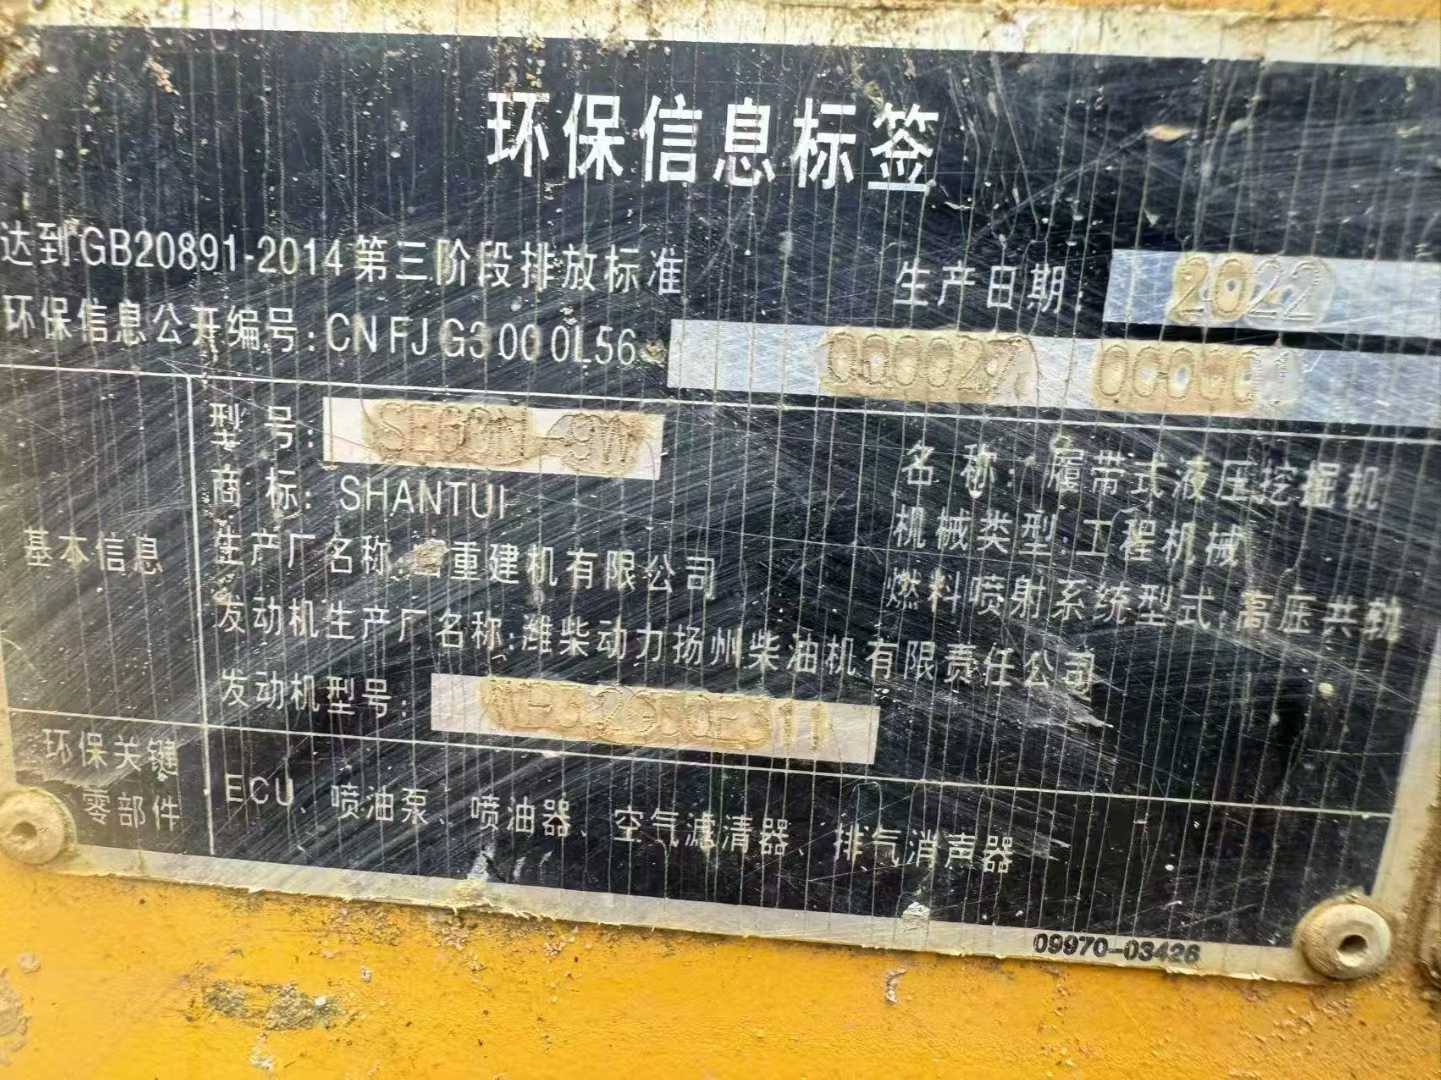 环保信息标签
达到GB20891-2014第三阶段排放标准 生产日期: 2022
环保信息公开编号: CN FJ G3 00 0L56 000027 000001
型号: SE60N-9W 名称: 履带式液压挖掘机
商标: SHANTUI 机械类型: 工程机械
基本信息 生产厂名称: 重建机有限公司 燃料喷射系统型式: 高压共轨
发动机生产厂名称: 潍柴动力扬州柴油机有限责任公司
发动机型号:
环保关键零部件 ECU、喷油泵、喷油器、空气滤清器、排气消声器
09970-03426